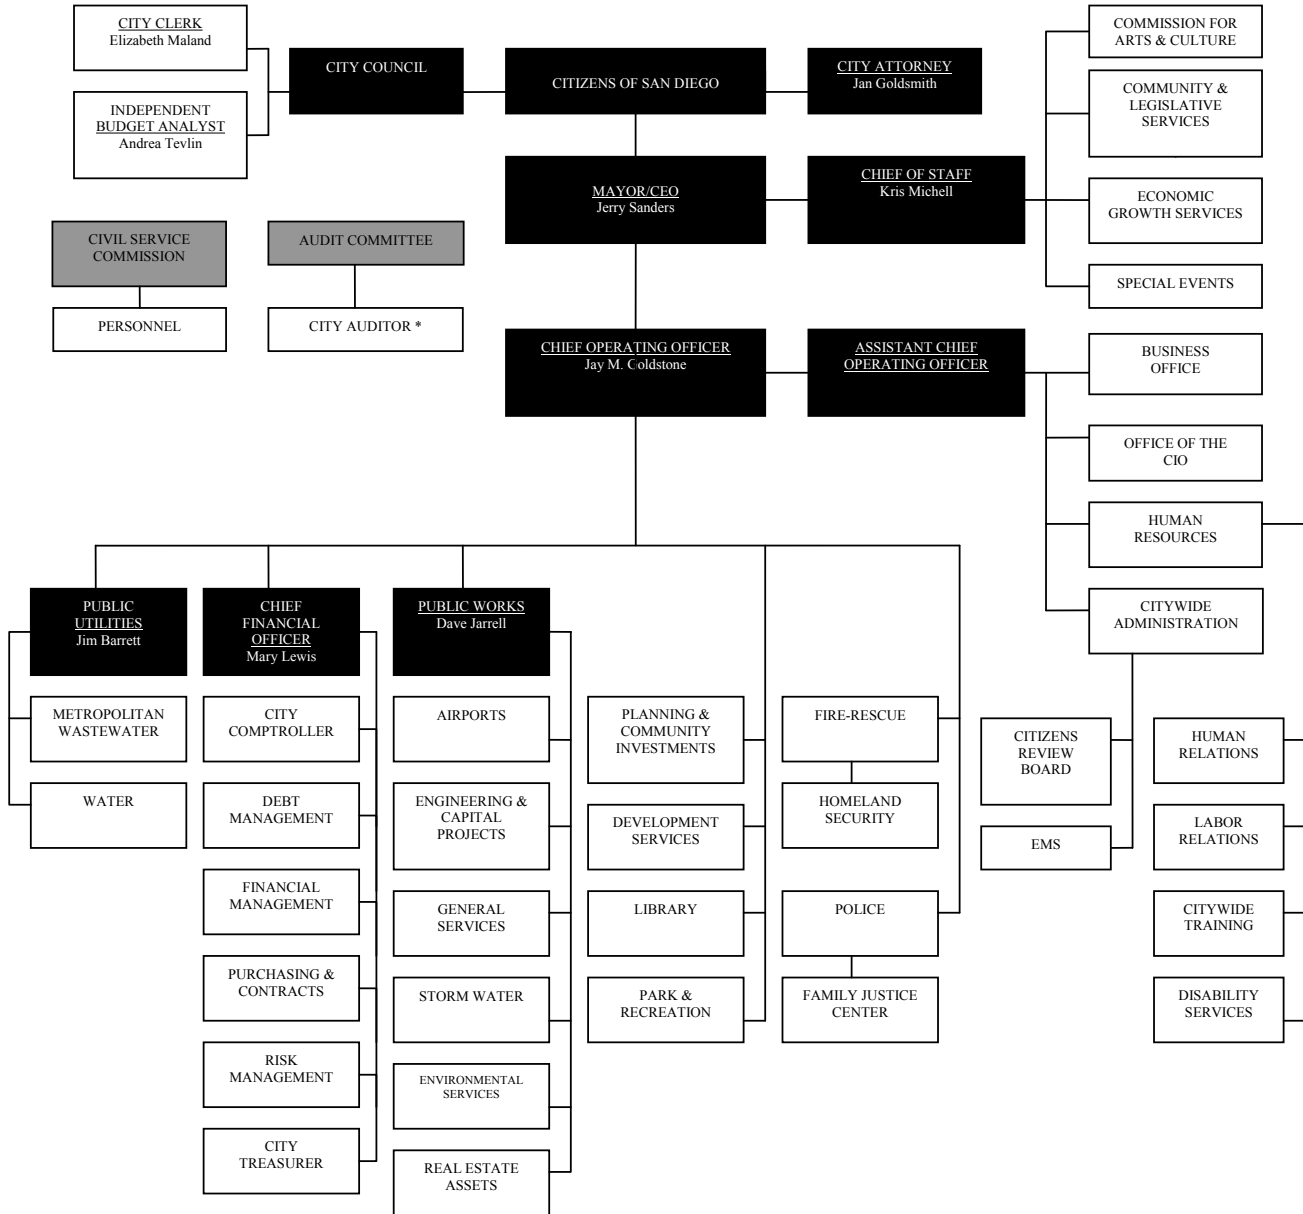 CITY CLERK
Elizabeth Maland
INDEPENDENT
BUDGET ANALYST
Andrea Tevlin
CITY COUNCIL
CITIZENS OF SAN DIEGO
CITY ATTORNEY
Jan Goldsmith
COMMISSION FOR
ARTS & CULTURE
COMMUNITY &
LEGISLATIVE
SERVICES
MAYOR/CEO
Jerry Sanders
CHIEF OF STAFF
Kris Michell
ECONOMIC
GROWTH SERVICES
SPECIAL EVENTS
CIVIL SERVICE
COMMISSION
AUDIT COMMITTEE
PERSONNEL
CITY AUDITOR *
CHIEF OPERATING OFFICER
Jay M. Goldstone
ASSISTANT CHIEF
OPERATING OFFICER
BUSINESS
OFFICE
OFFICE OF THE
CIO
HUMAN
RESOURCES
CITYWIDE
ADMINISTRATION
PUBLIC
UTILITIES
Jim Barrett
CHIEF
FINANCIAL
OFFICER
Mary Lewis
PUBLIC WORKS
Dave Jarrell
METROPOLITAN
WASTEWATER
WATER
CITY
COMPTROLLER
DEBT
MANAGEMENT
FINANCIAL
MANAGEMENT
PURCHASING &
CONTRACTS
RISK
MANAGEMENT
CITY
TREASURER
AIRPORTS
ENGINEERING &
CAPITAL
PROJECTS
GENERAL
SERVICES
STORM WATER
ENVIRONMENTAL
SERVICES
REAL ESTATE
ASSETS
PLANNING &
COMMUNITY
INVESTMENTS
DEVELOPMENT
SERVICES
LIBRARY
PARK &
RECREATION
FIRE-RESCUE
HOMELAND
SECURITY
POLICE
FAMILY JUSTICE
CENTER
CITIZENS
REVIEW
BOARD
EMS
HUMAN
RELATIONS
LABOR
RELATIONS
CITYWIDE
TRAINING
DISABILITY
SERVICES